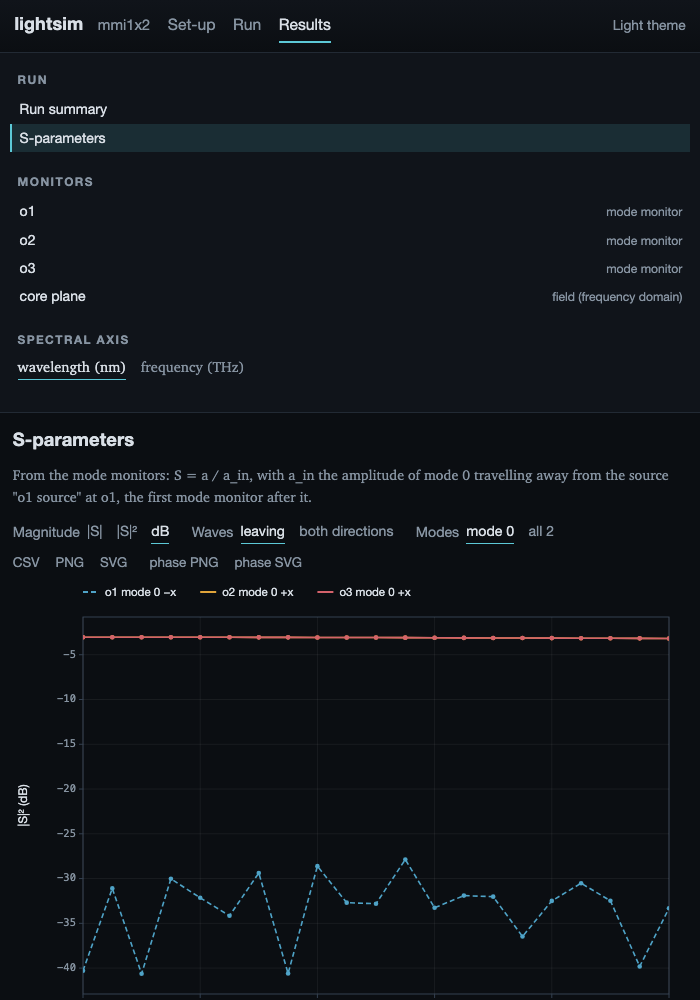 lightsim mmi1x2 Set-up Run Results Light theme
RUN
Run summary
S-parameters
MONITORS
o1 mode monitor
o2 mode monitor
o3 mode monitor
core plane field (frequency domain)
SPECTRAL AXIS
wavelength (nm) frequency (THz)
S-parameters
From the mode monitors: S = a / a_in, with a_in the amplitude of mode 0 travelling away from the source
"o1 source" at o1, the first mode monitor after it.
Magnitude |S| |S|² dB Waves leaving both directions Modes mode 0 all 2
CSV PNG SVG phase PNG phase SVG
o1 mode 0 −x o2 mode 0 +x o3 mode 0 +x
−5
−10
−15
−20
−25
−30
−35
−40
|S|² (dB)